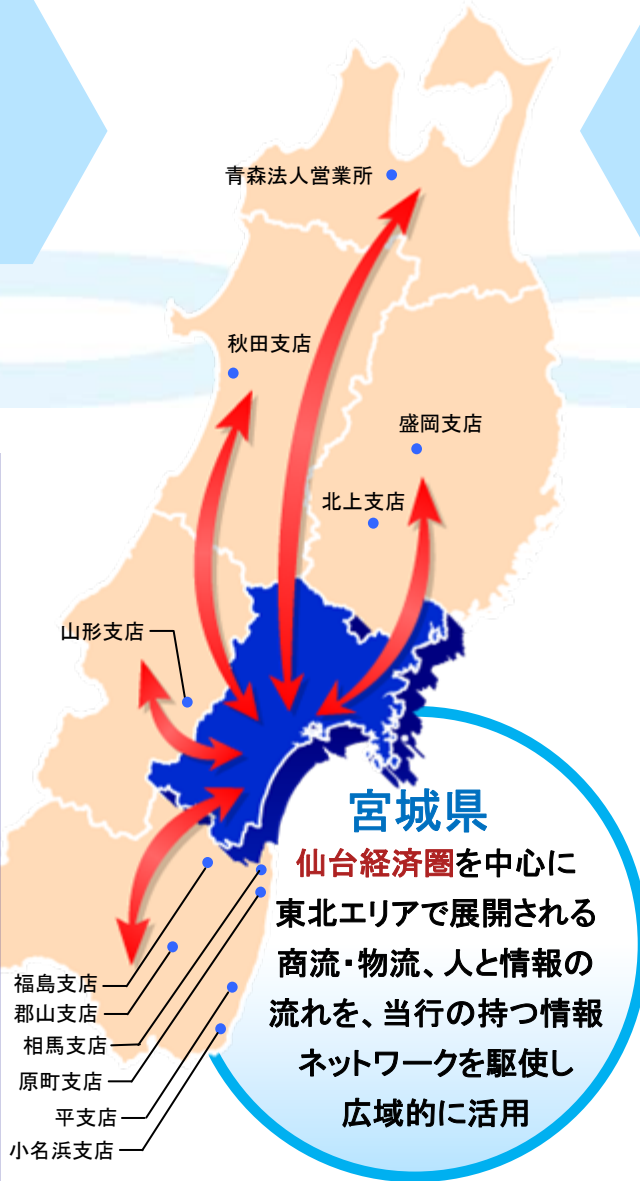 青森法人営業所
秋田支店
盛岡支店
北上支店
山形支店
宮城県
仙台経済圏を中心に
東北エリアで展開される
商流・物流、人と情報の
流れを、当行の持つ情報
ネットワークを駆使し
広域的に活用
福島支店
郡山支店
相馬支店
原町支店
平支店
小名浜支店